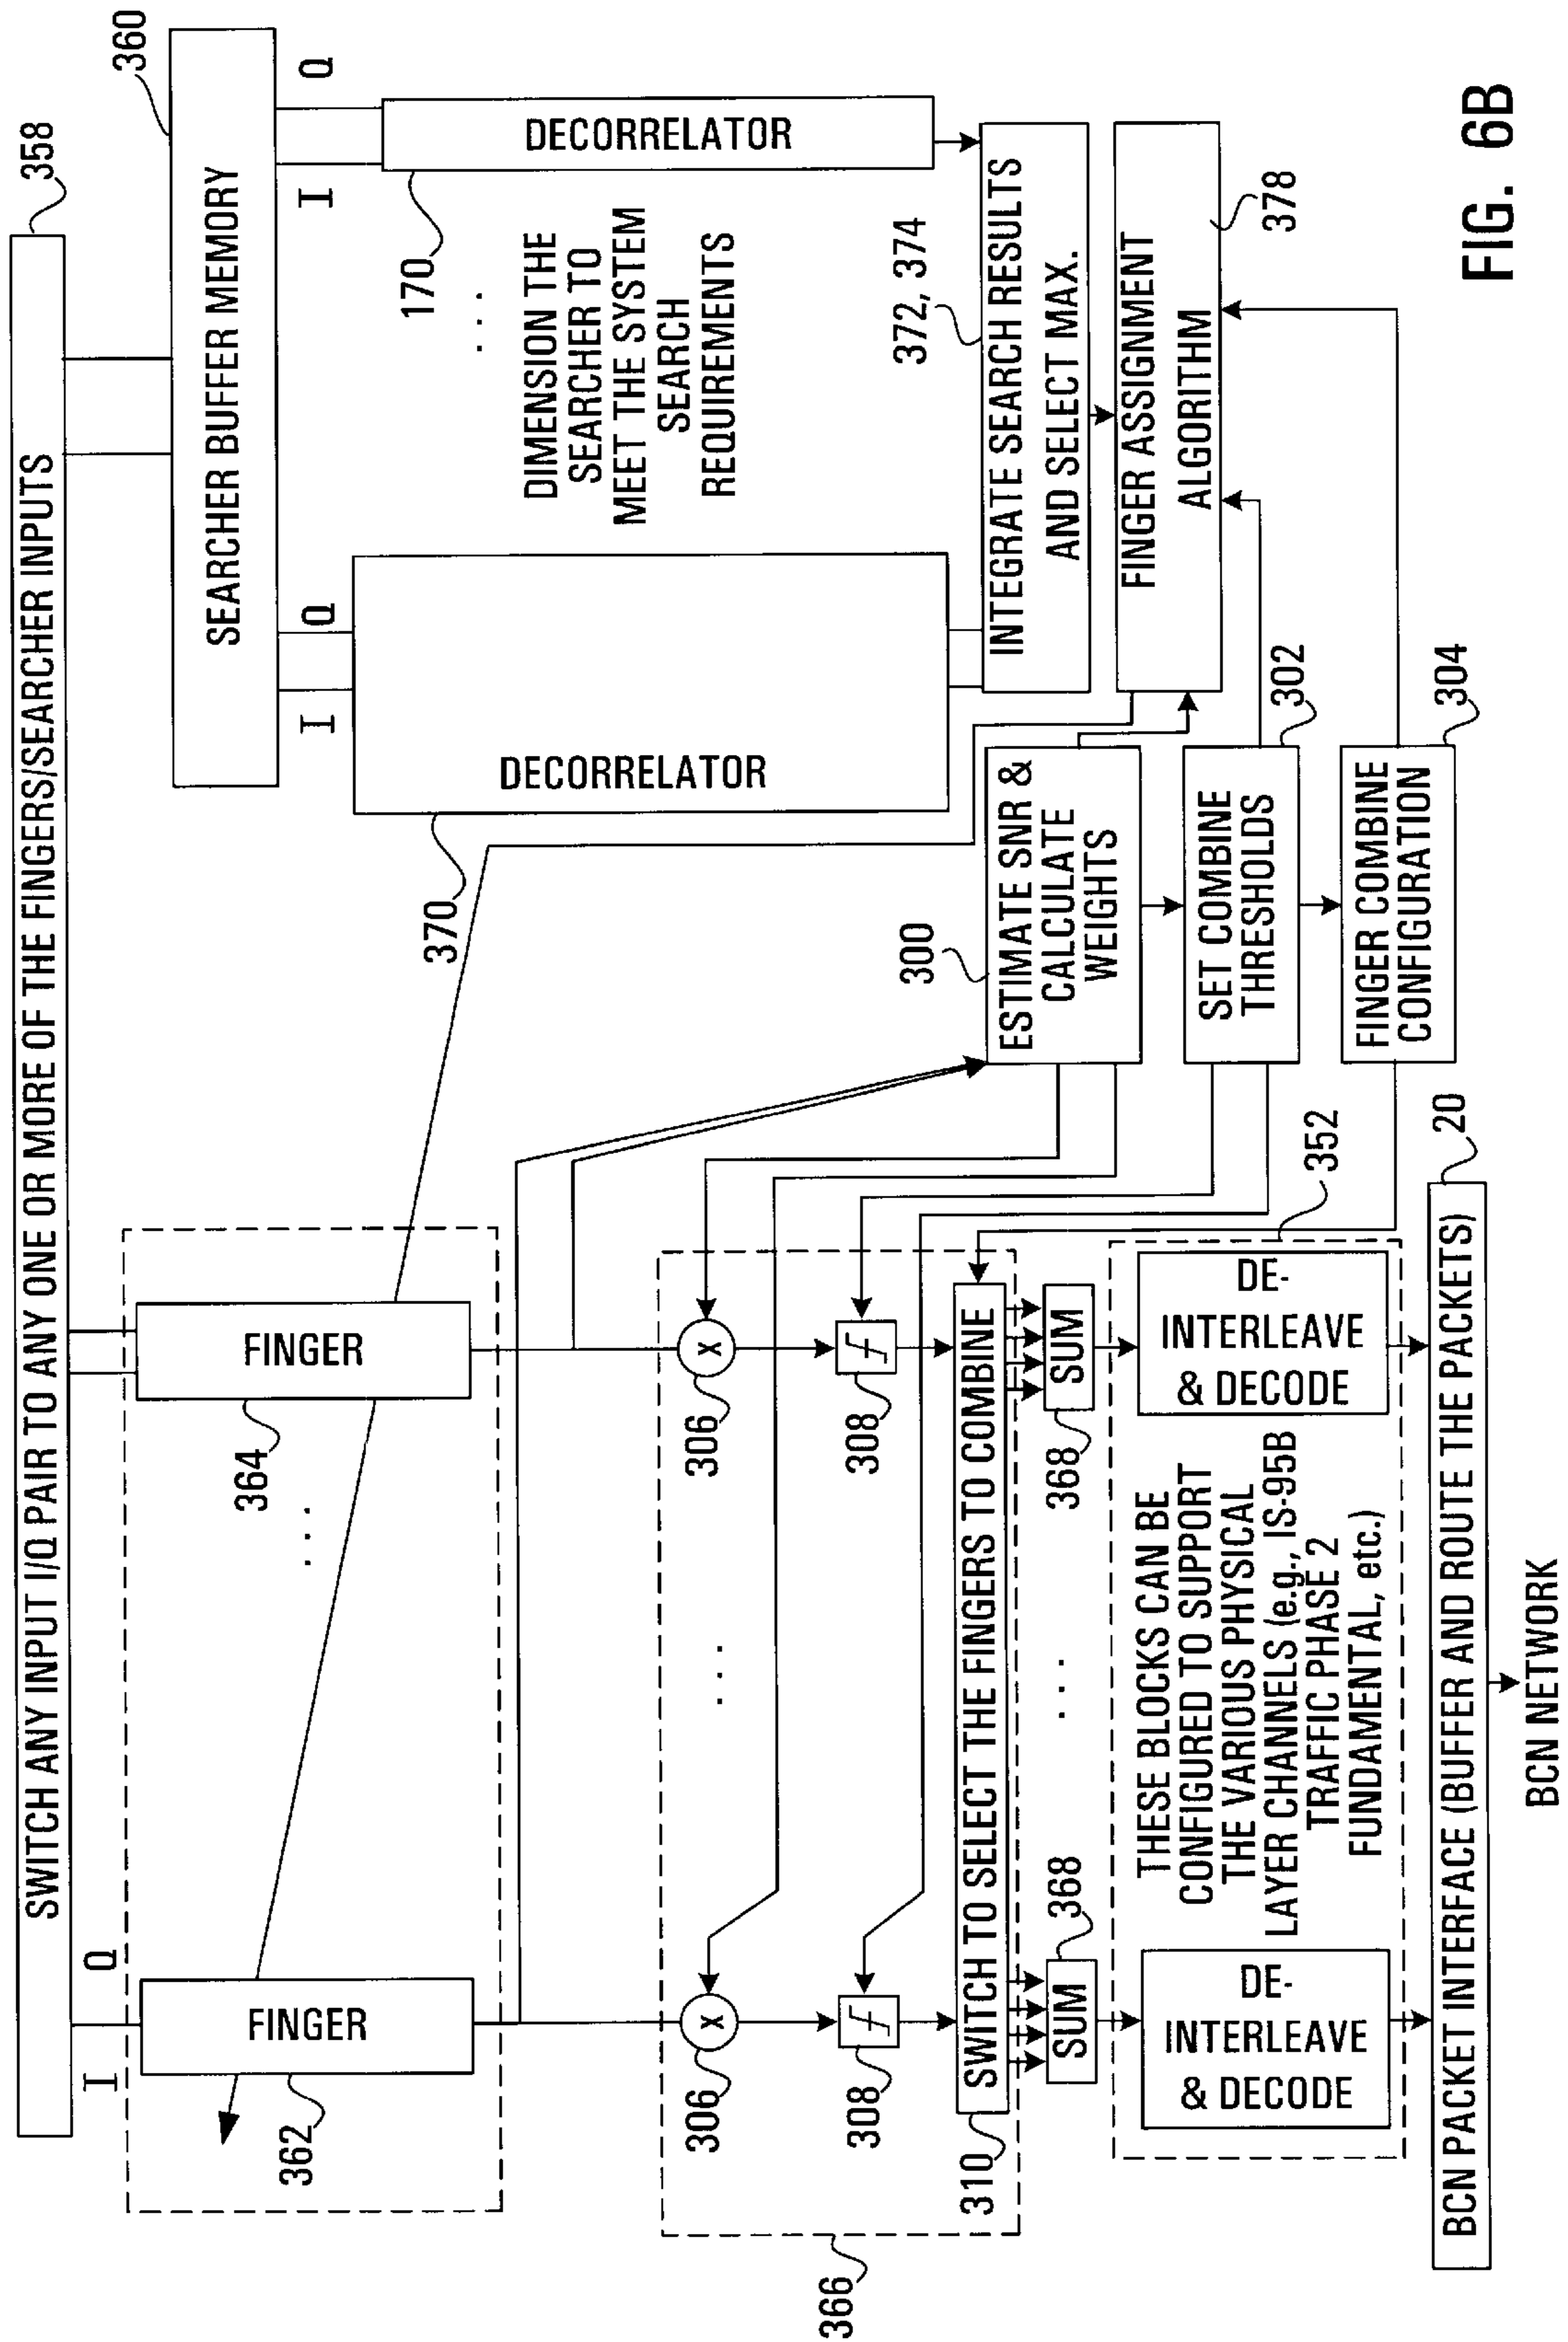 SWITCH ANY INPUT I/Q PAIR TO ANY ONE OR MORE OF THE FINGERS/SEARCHER INPUTS
358
360
SEARCHER BUFFER MEMORY
I
Q
I
Q
I
Q
362
FINGER
364
FINGER
. . .
370
DECORRELATOR
170
DECORRELATOR
. . .
DIMENSION THE
SEARCHER TO
MEET THE SYSTEM
SEARCH
REQUIREMENTS
372, 374
INTEGRATE SEARCH RESULTS
AND SELECT MAX.
FINGER ASSIGNMENT
ALGORITHM
378
300
ESTIMATE SNR &
CALCULATE
WEIGHTS
302
SET COMBINE
THRESHOLDS
304
FINGER COMBINE
CONFIGURATION
366
306
X
306
X
. . .
308
308
310
SWITCH TO SELECT THE FINGERS TO COMBINE
SUM
368
SUM
368
. . .
352
DE-
INTERLEAVE
& DECODE
THESE BLOCKS CAN BE
CONFIGURED TO SUPPORT
THE VARIOUS PHYSICAL
LAYER CHANNELS (e.g., IS-95B
TRAFFIC PHASE 2
FUNDAMENTAL, etc.)
DE-
INTERLEAVE
& DECODE
20
BCN PACKET INTERFACE (BUFFER AND ROUTE THE PACKETS)
BCN NETWORK
FIG. 6B